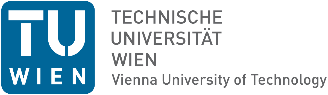 TU
WIEN
TECHNISCHE
UNIVERSITÄT
WIEN
Vienna University of Technology